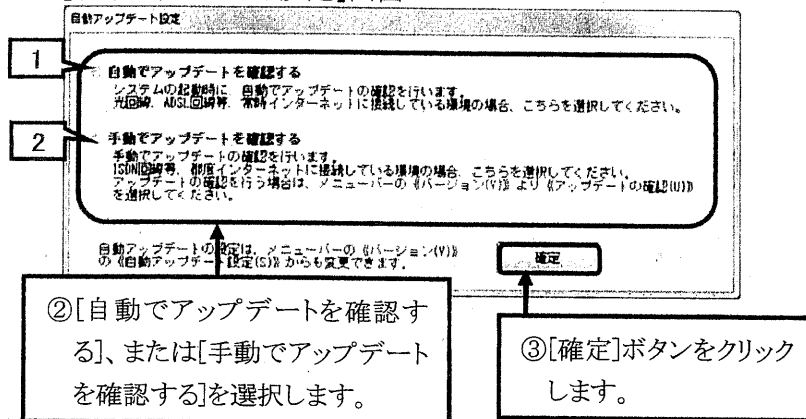 自動アップデート設定
1
自動でアップデートを確認する
システムの起動時に、自動でアップデートの確認を行います。
光回線、ADSL回線等、常時インターネットに接続している環境の場合、こちらを選択してください。
2
手動でアップデートを確認する
手動でアップデートの確認を行います。
ISDN回線等、都度インターネットに接続している環境の場合、こちらを選択してください。
アップデートの確認を行う場合は、メニューバーの《バージョン(V)》より《アップデートの確認(U)》
を選択してください。
自動アップデートの設定は、メニューバーの《バージョン(V)》
の《自動アップデート設定(S)》からも変更できます。
確定
②[自動でアップデートを確認す
る]、または[手動でアップデート
を確認する]を選択します。
③[確定]ボタンをクリック
します。